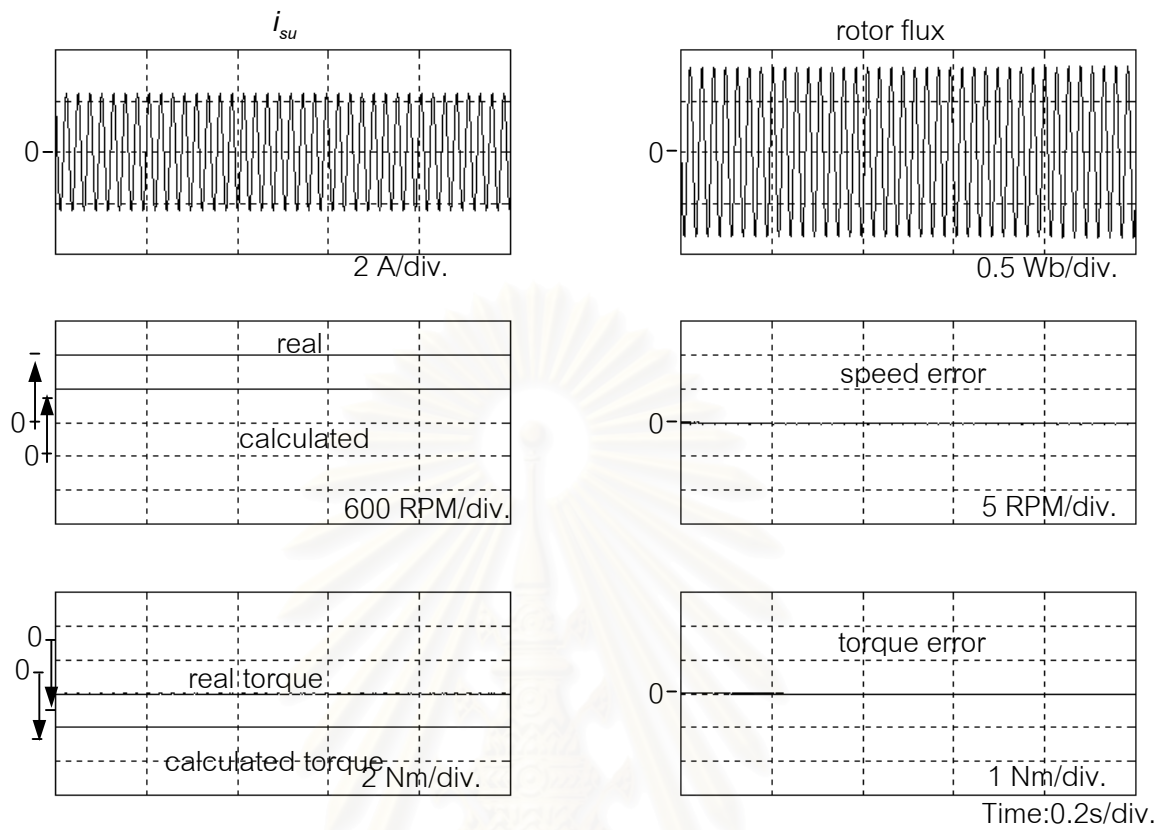 i_su
rotor flux
0
0
2 A/div.
0.5 Wb/div.
real
speed error
0
0
calculated
0
600 RPM/div.
5 RPM/div.
0
torque error
0
real torque
0
calculated torque
2 Nm/div.
1 Nm/div.
Time:0.2s/div.